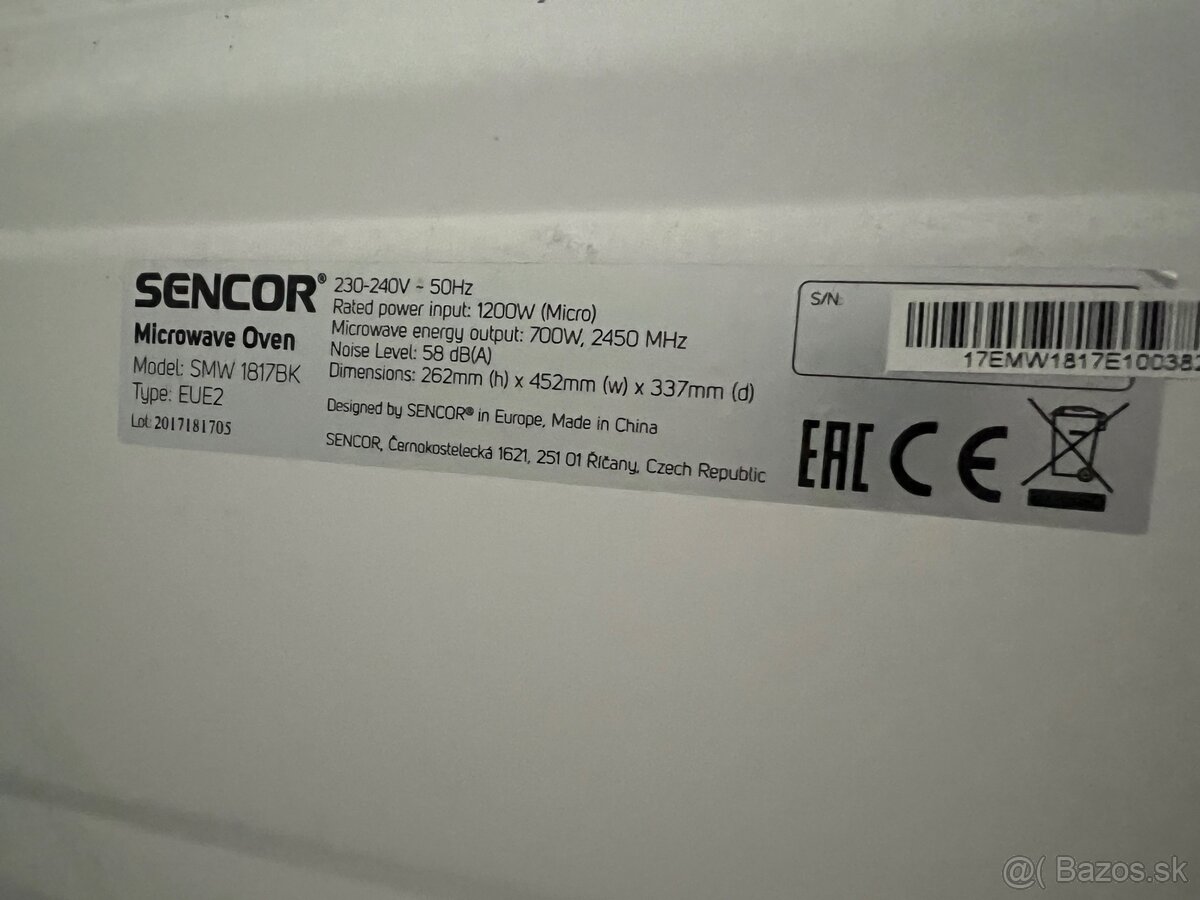 SENCOR®
Microwave Oven
Model: SMW 1817BK
Type: EUE2
Lot: 2017181705
230-240V ~ 50Hz
Rated power input: 1200W (Micro)
Microwave energy output: 700W, 2450 MHz
Noise Level: 58 dB(A)
Dimensions: 262mm (h) x 452mm (w) x 337mm (d)
Designed by SENCOR® in Europe, Made in China
SENCOR, Černokostelecká 1621, 251 01 Říčany, Czech Republic
S/N:
17EMW1817E100382
EAC CE
@( Bazos.sk